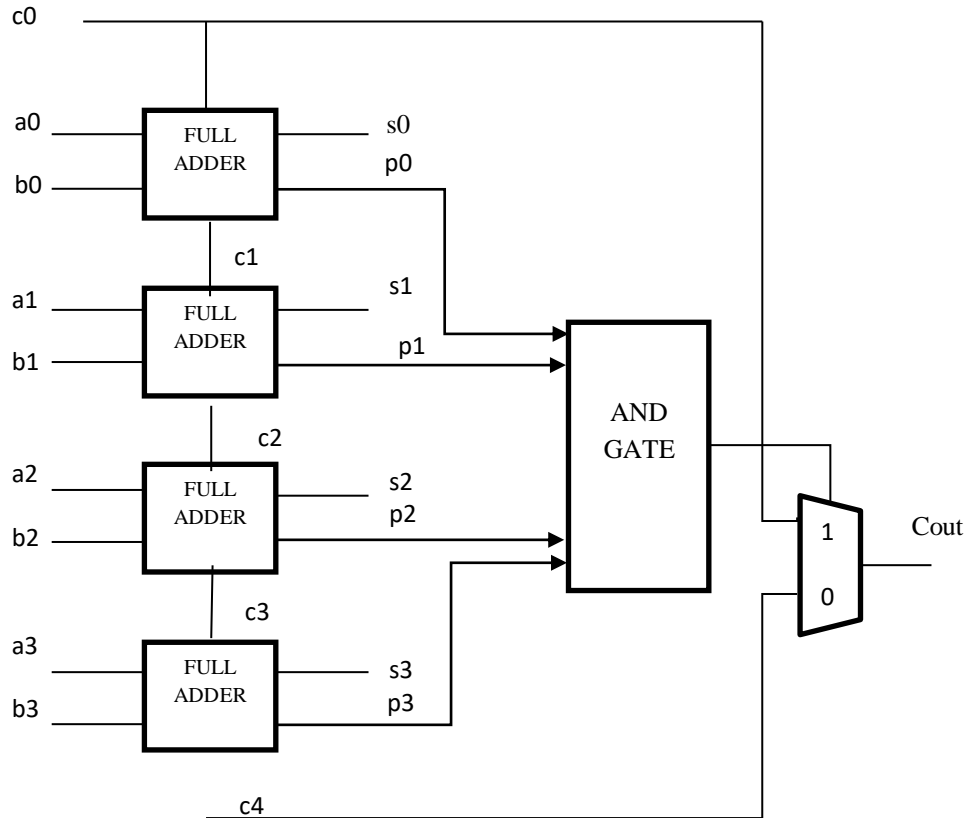 c0
a0
FULL
ADDER
s0
p0
b0
c1
a1
FULL
ADDER
s1
p1
b1
AND
GATE
c2
a2
FULL
ADDER
s2
p2
b2
1
Cout
0
c3
a3
FULL
ADDER
s3
p3
b3
c4